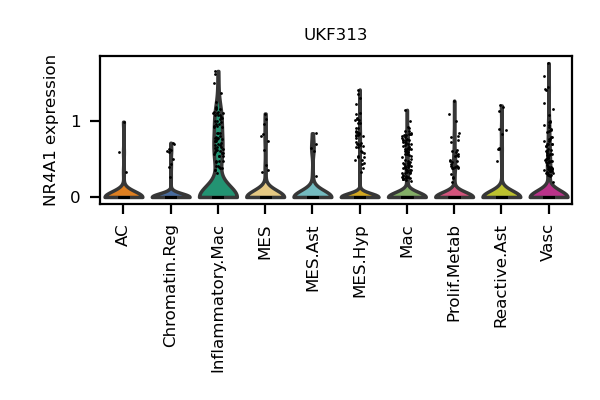 UKF313
NR4A1 expression
1
0
AC
Chromatin.Reg
Inflammatory.Mac
MES
MES.Ast
MES.Hyp
Mac
Prolif.Metab
Reactive.Ast
Vasc